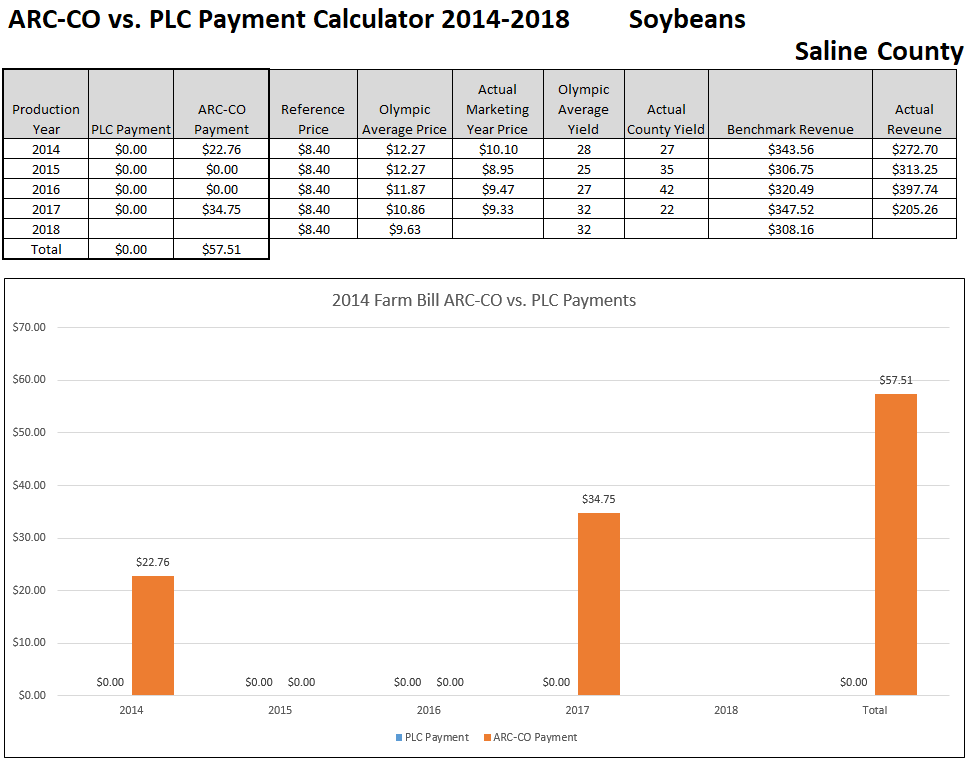 ARC-CO vs. PLC Payment Calculator 2014-2018 Soybeans
Saline County
Production Year PLC Payment ARC-CO Payment Reference Price Olympic Average Price Actual Marketing Year Price Olympic Average Yield Actual County Yield Benchmark Revenue Actual Reveune
2014 $0.00 $22.76 $8.40 $12.27 $10.10 28 27 $343.56 $272.70
2015 $0.00 $0.00 $8.40 $12.27 $8.95 25 35 $306.75 $313.25
2016 $0.00 $0.00 $8.40 $11.87 $9.47 27 42 $320.49 $397.74
2017 $0.00 $34.75 $8.40 $10.86 $9.33 32 22 $347.52 $205.26
2018 $8.40 $9.63 32 $308.16
Total $0.00 $57.51
2014 Farm Bill ARC-CO vs. PLC Payments
$70.00
$60.00
$57.51
$50.00
$40.00
$34.75
$30.00
$22.76
$20.00
$10.00
$0.00 $0.00 $0.00 $0.00 $0.00 $0.00 $0.00
$0.00
2014 2015 2016 2017 2018 Total
PLC Payment ARC-CO Payment